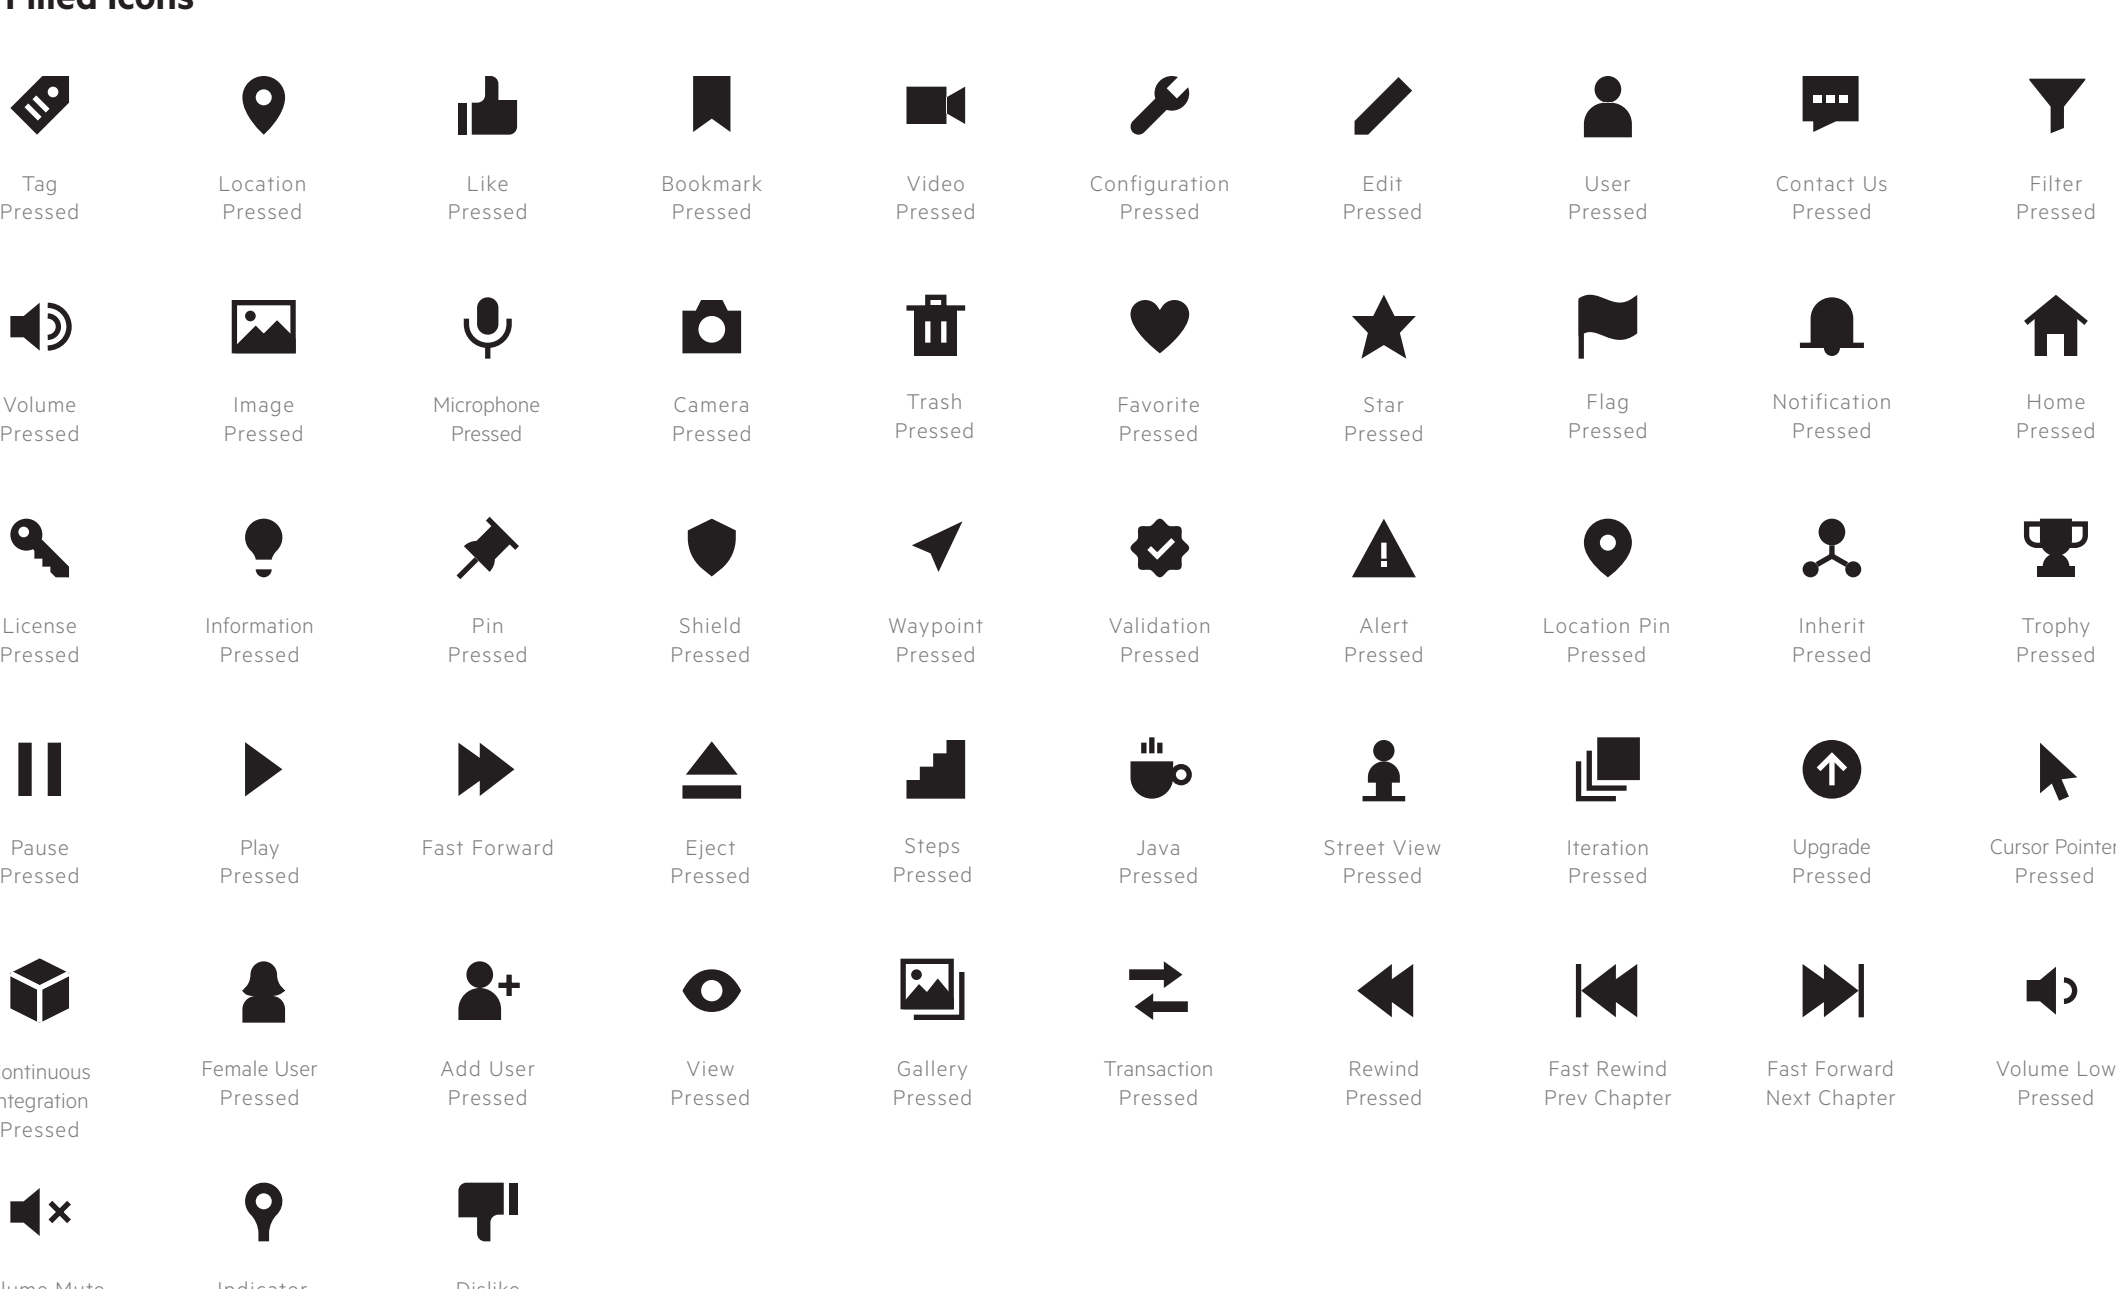 Filled Icons
Tag
Pressed
Location
Pressed
Like
Pressed
Bookmark
Pressed
Video
Pressed
Configuration
Pressed
Edit
Pressed
User
Pressed
Contact Us
Pressed
Filter
Pressed
Volume
Pressed
Image
Pressed
Microphone
Pressed
Camera
Pressed
Trash
Pressed
Favorite
Pressed
Star
Pressed
Flag
Pressed
Notification
Pressed
Home
Pressed
License
Pressed
Information
Pressed
Pin
Pressed
Shield
Pressed
Waypoint
Pressed
Validation
Pressed
Alert
Pressed
Location Pin
Pressed
Inherit
Pressed
Trophy
Pressed
Pause
Pressed
Play
Pressed
Fast Forward
Eject
Pressed
Steps
Pressed
Java
Pressed
Street View
Pressed
Iteration
Pressed
Upgrade
Pressed
Cursor Pointer
Pressed
ontinuous
ntegration
Pressed
Female User
Pressed
Add User
Pressed
View
Pressed
Gallery
Pressed
Transaction
Pressed
Rewind
Pressed
Fast Rewind
Prev Chapter
Fast Forward
Next Chapter
Volume Low
Pressed
lume Mute
Indicator
Dislike